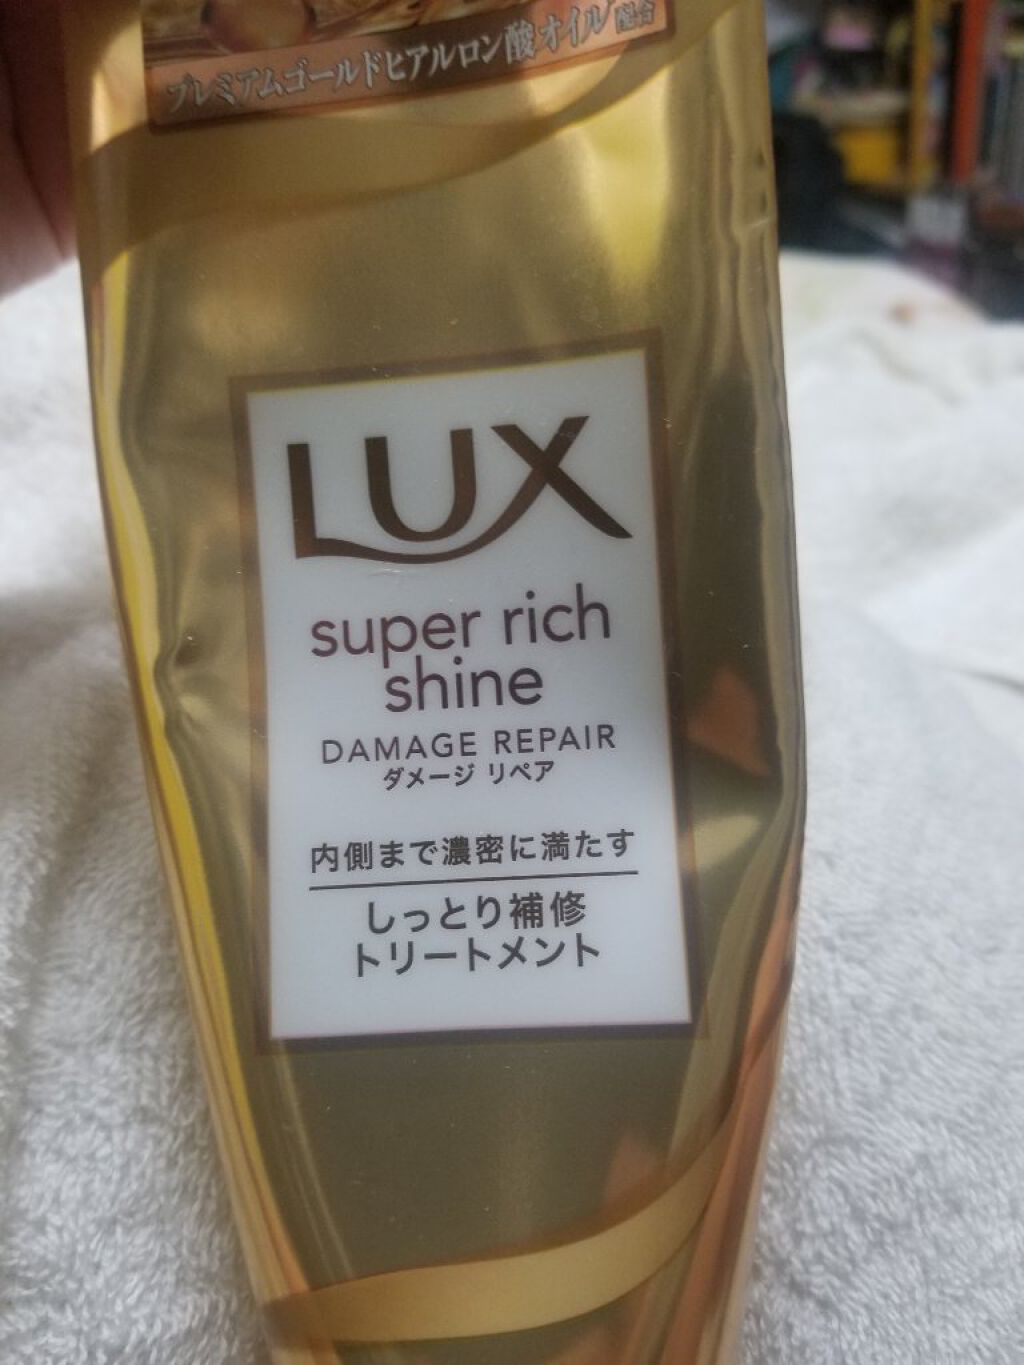 プレミアムゴールドヒアルロン酸オイル 配合
LUX
super rich
shine
DAMAGE REPAIR
ダメージ リペア
内側まで濃密に満たす
しっとり補修
トリートメント